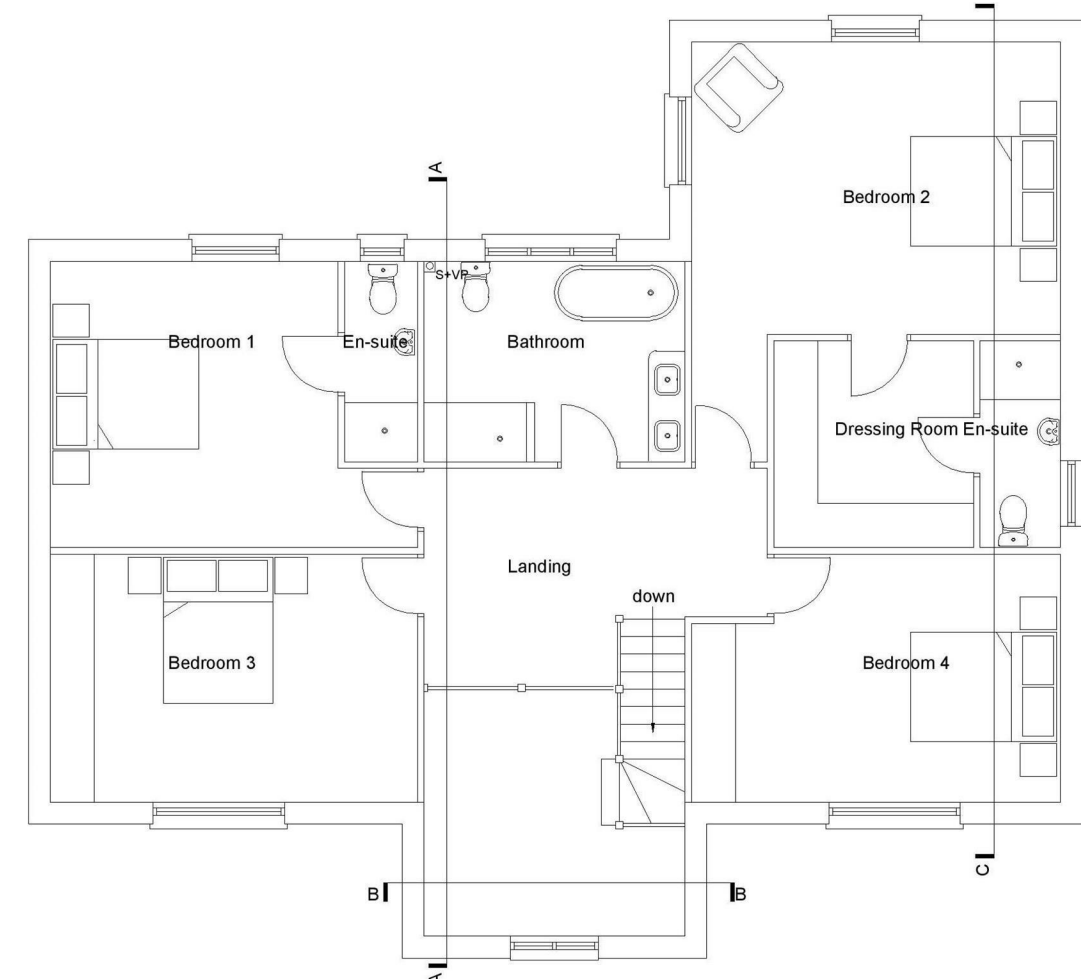 A
Bedroom 2
S+VP
Bedroom 1
En-suite
Bathroom
Dressing Room En-suite
Landing
down
Bedroom 3
Bedroom 4
C
B
B
A